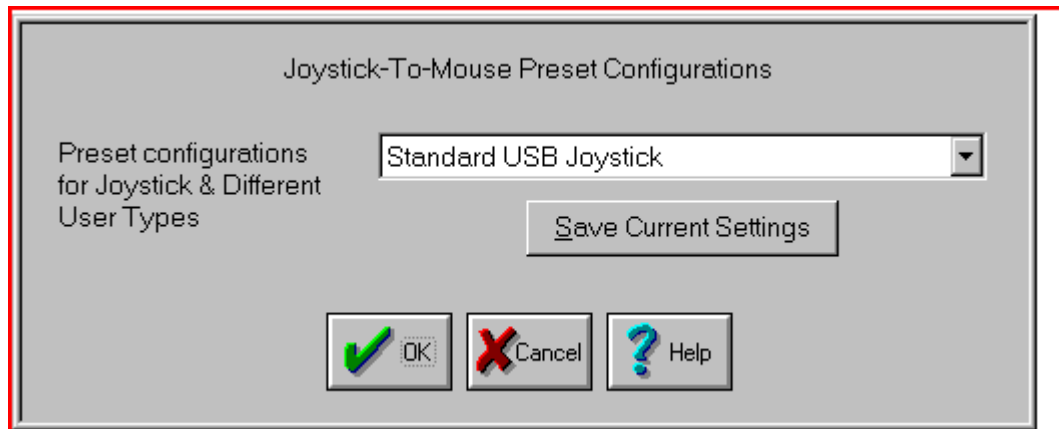 Joystick-To-Mouse Preset Configurations
Preset configurations
for Joystick & Different
User Types
Standard USB Joystick
Save Current Settings
OK
Cancel
Help